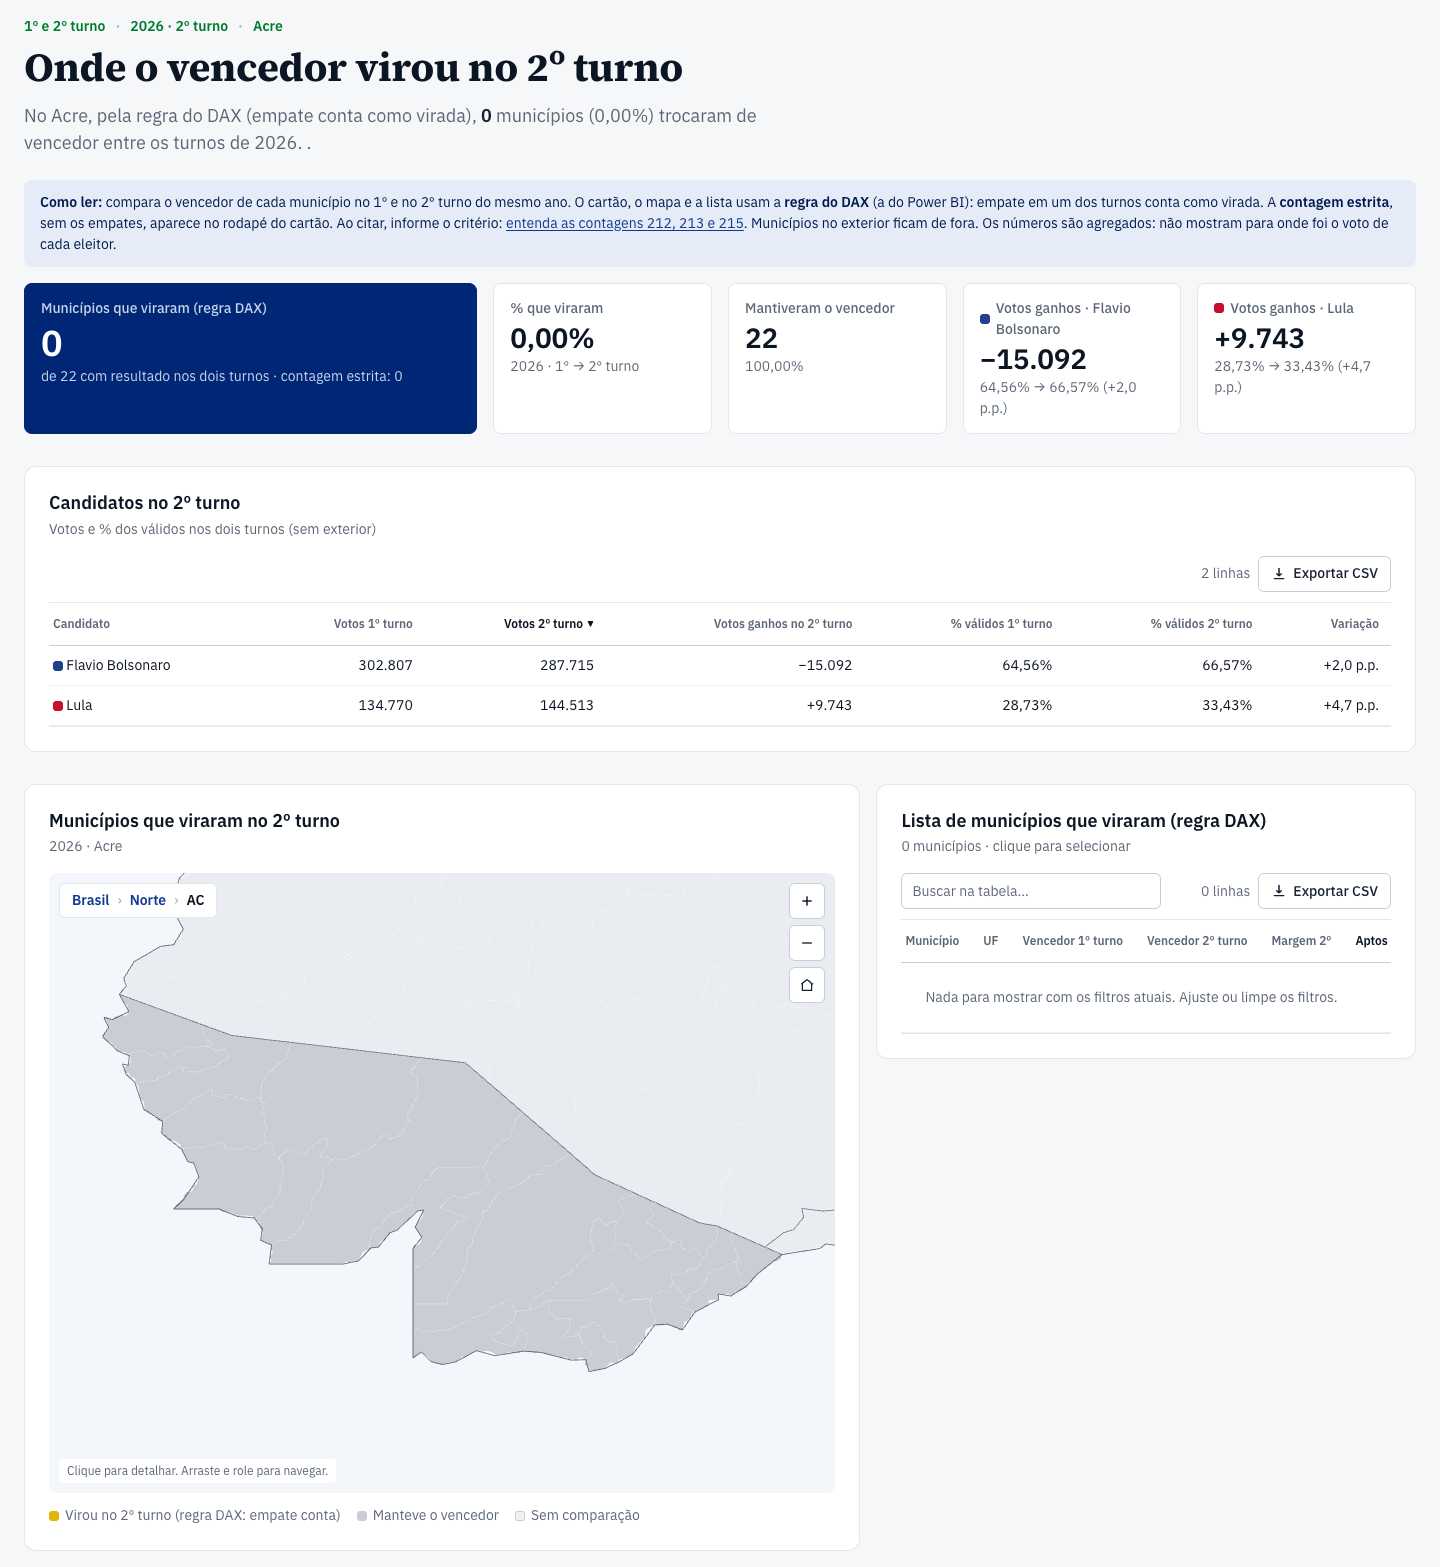 1º e 2º turno · 2026 · 2º turno · Acre
Onde o vencedor virou no 2º turno
No Acre, pela regra do DAX (empate conta como virada), 0 municípios (0,00%) trocaram de
vencedor entre os turnos de 2026. .
Como ler: compara o vencedor de cada município no 1º e no 2º turno do mesmo ano. O cartão, o mapa e a lista usam a regra do DAX (a do Power BI): empate em um dos turnos conta como virada. A contagem estrita,
sem os empates, aparece no rodapé do cartão. Ao citar, informe o critério: entenda as contagens 212, 213 e 215. Municípios no exterior ficam de fora. Os números são agregados: não mostram para onde foi o voto de
cada eleitor.
Municípios que viraram (regra DAX)
0
de 22 com resultado nos dois turnos · contagem estrita: 0
% que viraram
0,00%
2026 · 1º → 2º turno
Mantiveram o vencedor
22
100,00%
Votos ganhos · Flavio
Bolsonaro
−15.092
64,56% → 66,57% (+2,0
p.p.)
Votos ganhos · Lula
+9.743
28,73% → 33,43% (+4,7
p.p.)
Candidatos no 2º turno
Votos e % dos válidos nos dois turnos (sem exterior)
2 linhas Exportar CSV
Candidato Votos 1º turno Votos 2º turno ▼ Votos ganhos no 2º turno % válidos 1º turno % válidos 2º turno Variação
Flavio Bolsonaro 302.807 287.715 −15.092 64,56% 66,57% +2,0 p.p.
Lula 134.770 144.513 +9.743 28,73% 33,43% +4,7 p.p.
Municípios que viraram no 2º turno
2026 · Acre
Brasil › Norte › AC
+
−
Clique para detalhar. Arraste e role para navegar.
Virou no 2º turno (regra DAX: empate conta) Manteve o vencedor Sem comparação
Lista de municípios que viraram (regra DAX)
0 municípios · clique para selecionar
Buscar na tabela... 0 linhas Exportar CSV
Município UF Vencedor 1º turno Vencedor 2º turno Margem 2º Aptos
Nada para mostrar com os filtros atuais. Ajuste ou limpe os filtros.